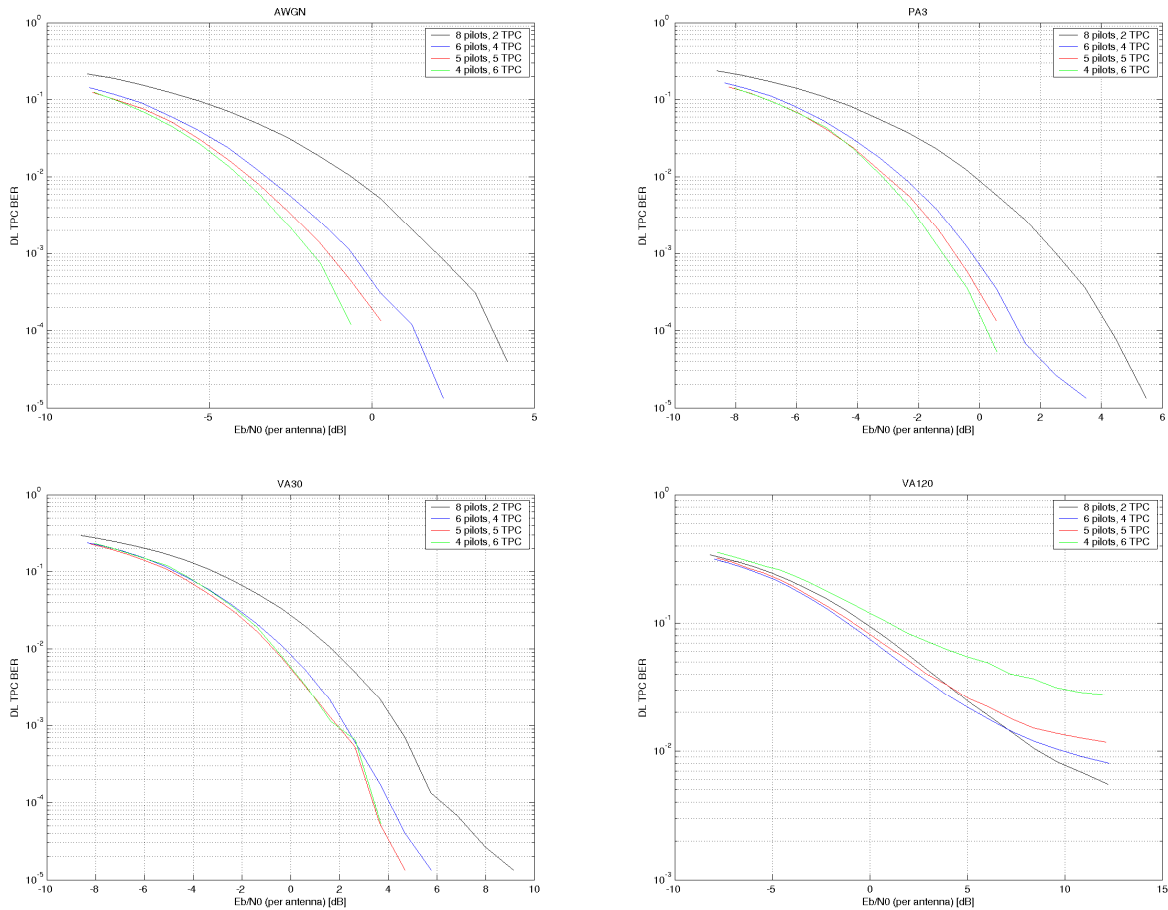 AWGN
10^0
10^-1
10^-2
10^-3
10^-4
10^-5
DL TPC BER
8 pilots, 2 TPC
6 pilots, 4 TPC
5 pilots, 5 TPC
4 pilots, 6 TPC
-10 -5 0 5
Eb/N0 (per antenna) [dB]
PA3
10^0
10^-1
10^-2
10^-3
10^-4
10^-5
DL TPC BER
8 pilots, 2 TPC
6 pilots, 4 TPC
5 pilots, 5 TPC
4 pilots, 6 TPC
-10 -8 -6 -4 -2 0 2 4 6
Eb/N0 (per antenna) [dB]
VA30
10^0
10^-1
10^-2
10^-3
10^-4
10^-5
DL TPC BER
8 pilots, 2 TPC
6 pilots, 4 TPC
5 pilots, 5 TPC
4 pilots, 6 TPC
-10 -8 -6 -4 -2 0 2 4 6 8 10
Eb/N0 (per antenna) [dB]
VA120
10^0
10^-1
10^-2
10^-3
DL TPC BER
8 pilots, 2 TPC
6 pilots, 4 TPC
5 pilots, 5 TPC
4 pilots, 6 TPC
-10 -5 0 5 10 15
Eb/N0 (per antenna) [dB]